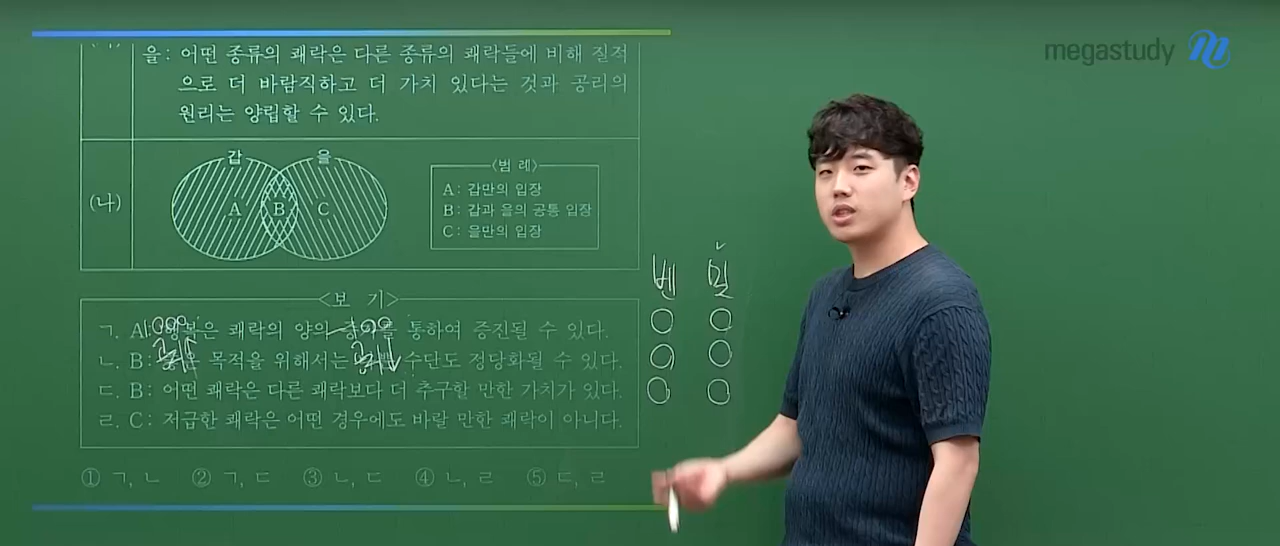 megastudy
을: 어떤 종류의 쾌락은 다른 종류의 쾌락들에 비해 질적
으로 더 바람직하고 더 가치 있다는 것과 공리의
원리는 양립할 수 있다.
(나)
갑 을
A B C
<범 례>
A: 갑만의 입장
B: 갑과 을의 공통 입장
C: 을만의 입장
벤 밀
<보 기>
ㄱ. A: 행복은 쾌락의 양의 증가를 통하여 증진될 수 있다.
ㄴ. B: 좋은 목적을 위해서는 수단도 정당화될 수 있다.
ㄷ. B: 어떤 쾌락은 다른 쾌락보다 더 추구할 만한 가치가 있다.
ㄹ. C: 저급한 쾌락은 어떤 경우에도 바랄 만한 쾌락이 아니다.
① ㄱ, ㄴ ② ㄱ, ㄷ ③ ㄴ, ㄷ ④ ㄴ, ㄹ ⑤ ㄷ, ㄹ